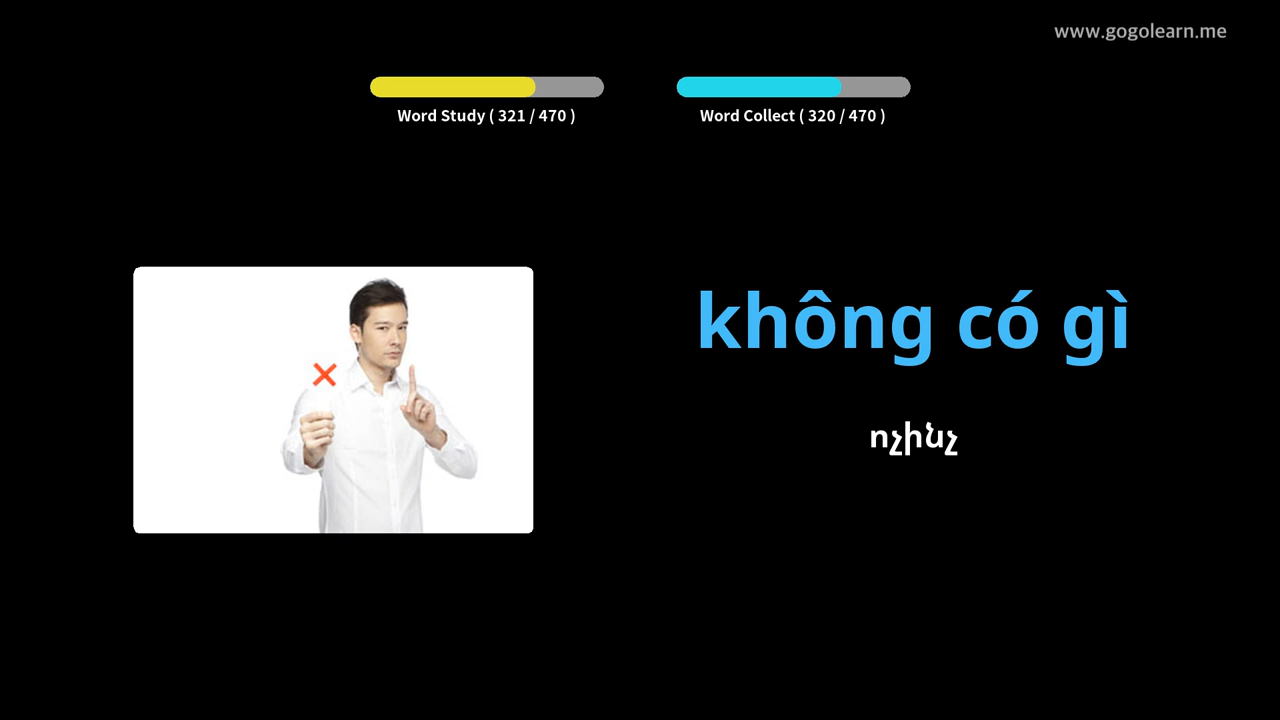 www.gogolearn.me
Word Study ( 321 / 470 )
Word Collect ( 320 / 470 )
không có gì
ոչինչ